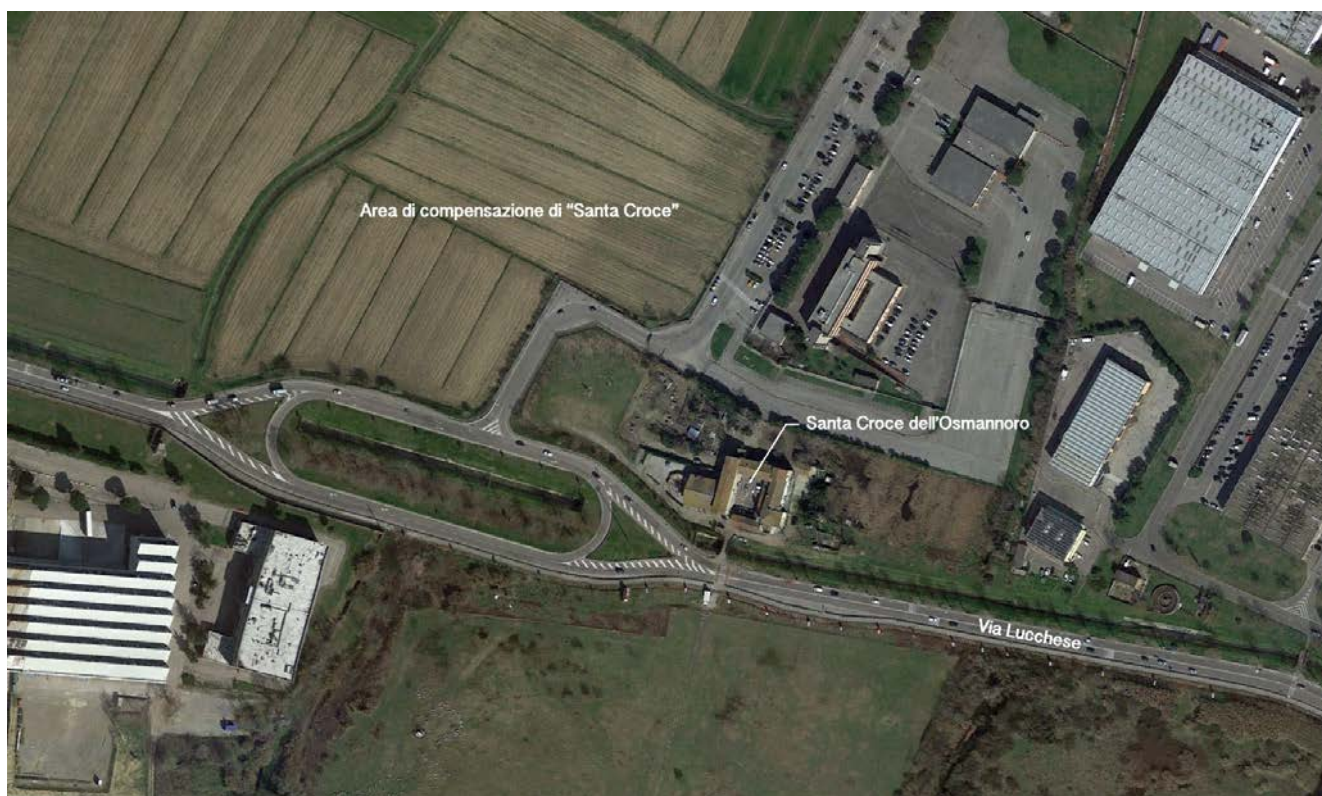 Area di compensazione di “Santa Croce”
Santa Croce dell'Osmannoro
Via Lucchese